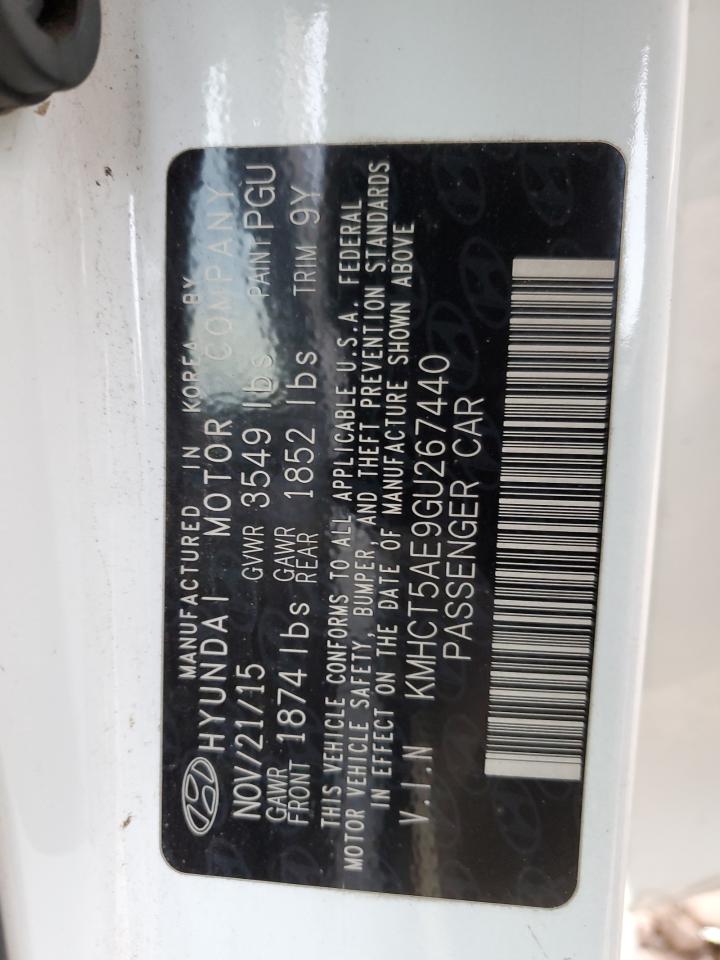 MANUFACTURED IN KOREA BY
HYUNDAI MOTOR COMPANY
NOV/21/15 GVWR 3549 lbs PAINT PGU
GAWR FRONT 1874 lbs GAWR REAR 1852 lbs TRIM 9Y
THIS VEHICLE CONFORMS TO ALL APPLICABLE U.S.A. FEDERAL
MOTOR VEHICLE SAFETY, BUMPER, AND THEFT PREVENTION STANDARDS
IN EFFECT ON THE DATE OF MANUFACTURE SHOWN ABOVE
V.I.N KMHCT5AE9GU267440
PASSENGER CAR